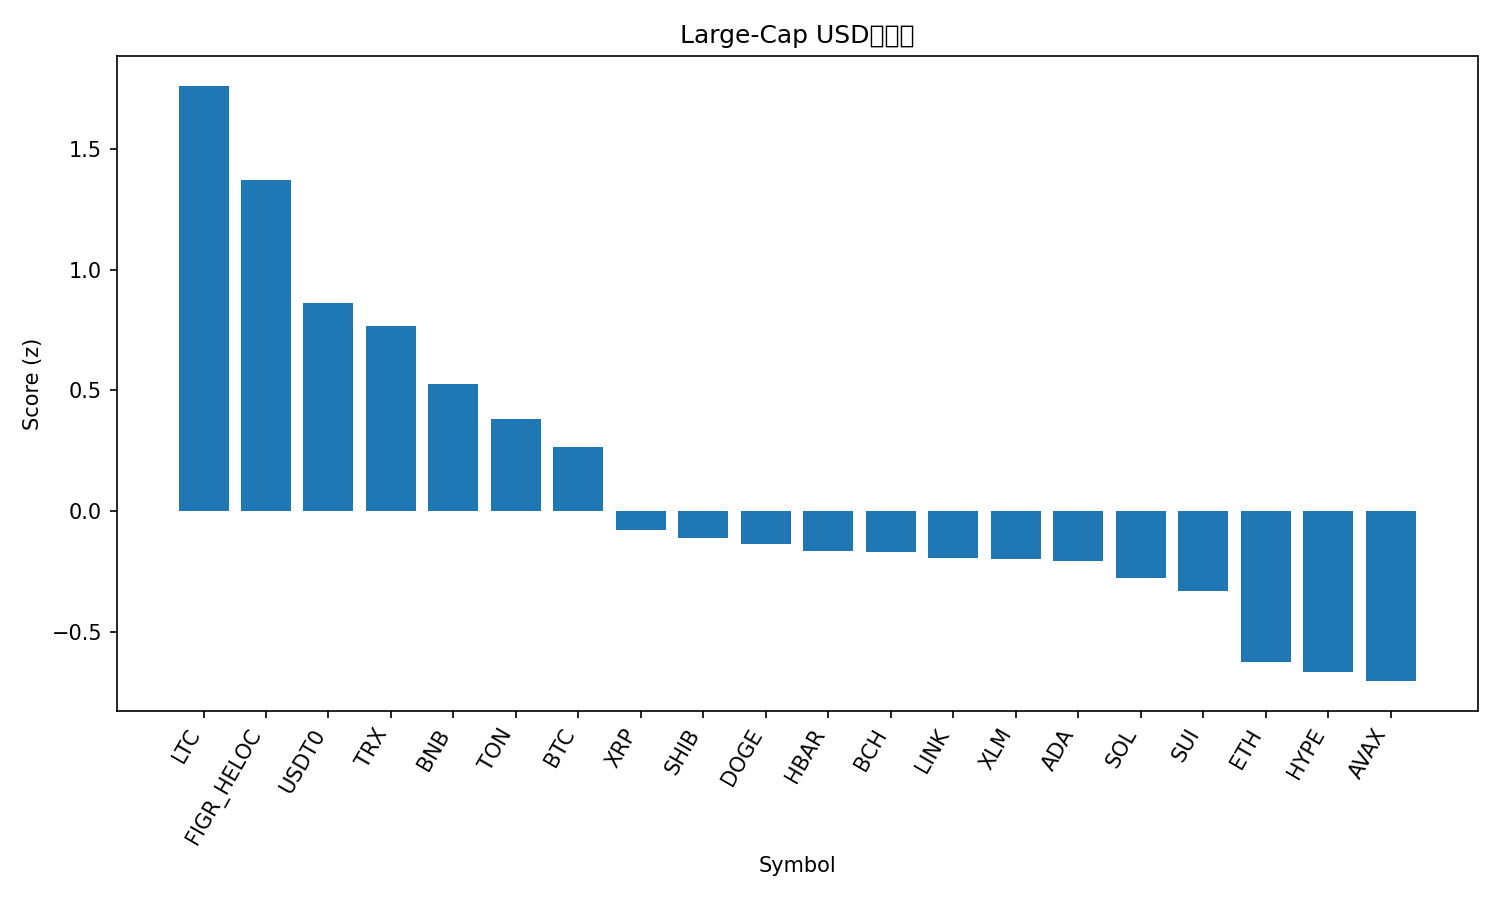 Large-Cap USD
Score (z)
1.5
1.0
0.5
0.0
−0.5
LTC
FIGR_HELOC
USDT0
TRX
BNB
TON
BTC
XRP
SHIB
DOGE
HBAR
BCH
LINK
XLM
ADA
SOL
SUI
ETH
HYPE
AVAX
Symbol